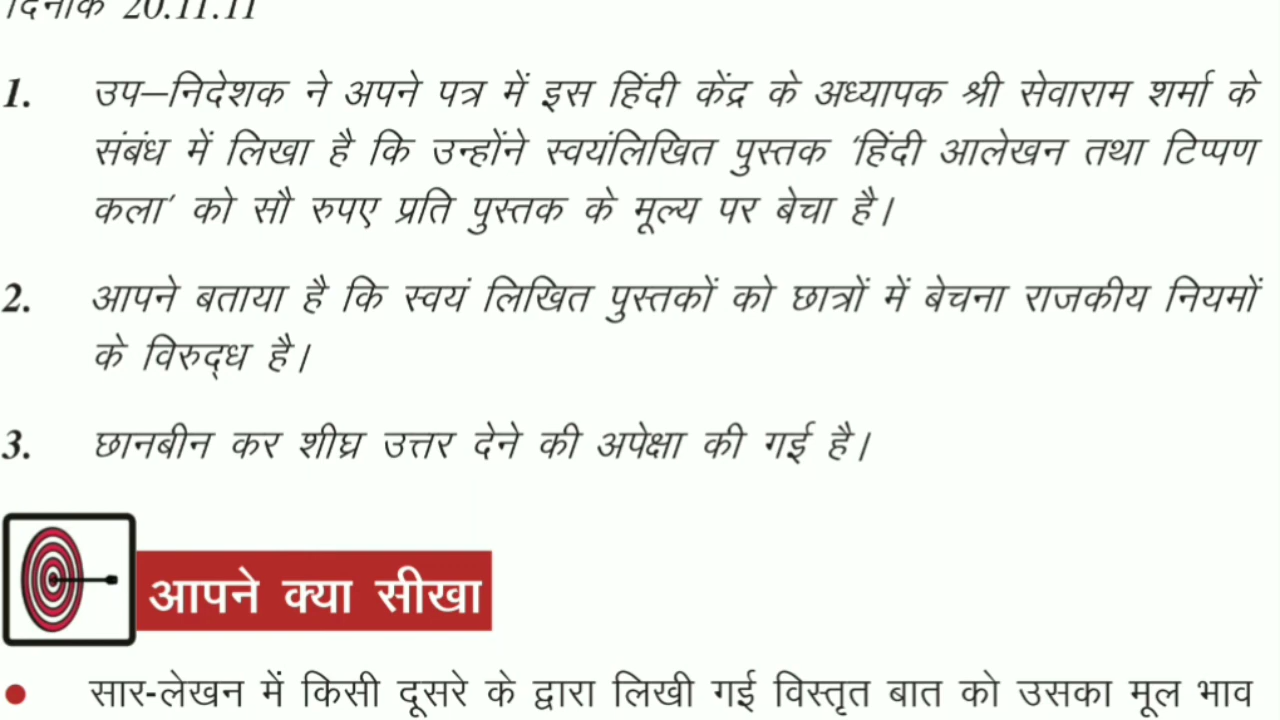 दिनांक 20.11.11
1. उप–निदेशक ने अपने पत्र में इस हिंदी केंद्र के अध्यापक श्री सेवाराम शर्मा के
संबंध में लिखा है कि उन्होंने स्वयंलिखित पुस्तक ‘हिंदी आलेखन तथा टिप्पण
कला’ को सौ रुपए प्रति पुस्तक के मूल्य पर बेचा है।
2. आपने बताया है कि स्वयं लिखित पुस्तकों को छात्रों में बेचना राजकीय नियमों
के विरुद्ध है।
3. छानबीन कर शीघ्र उत्तर देने की अपेक्षा की गई है।
आपने क्या सीखा
● सार-लेखन में किसी दूसरे के द्वारा लिखी गई विस्तृत बात को उसका मूल भाव